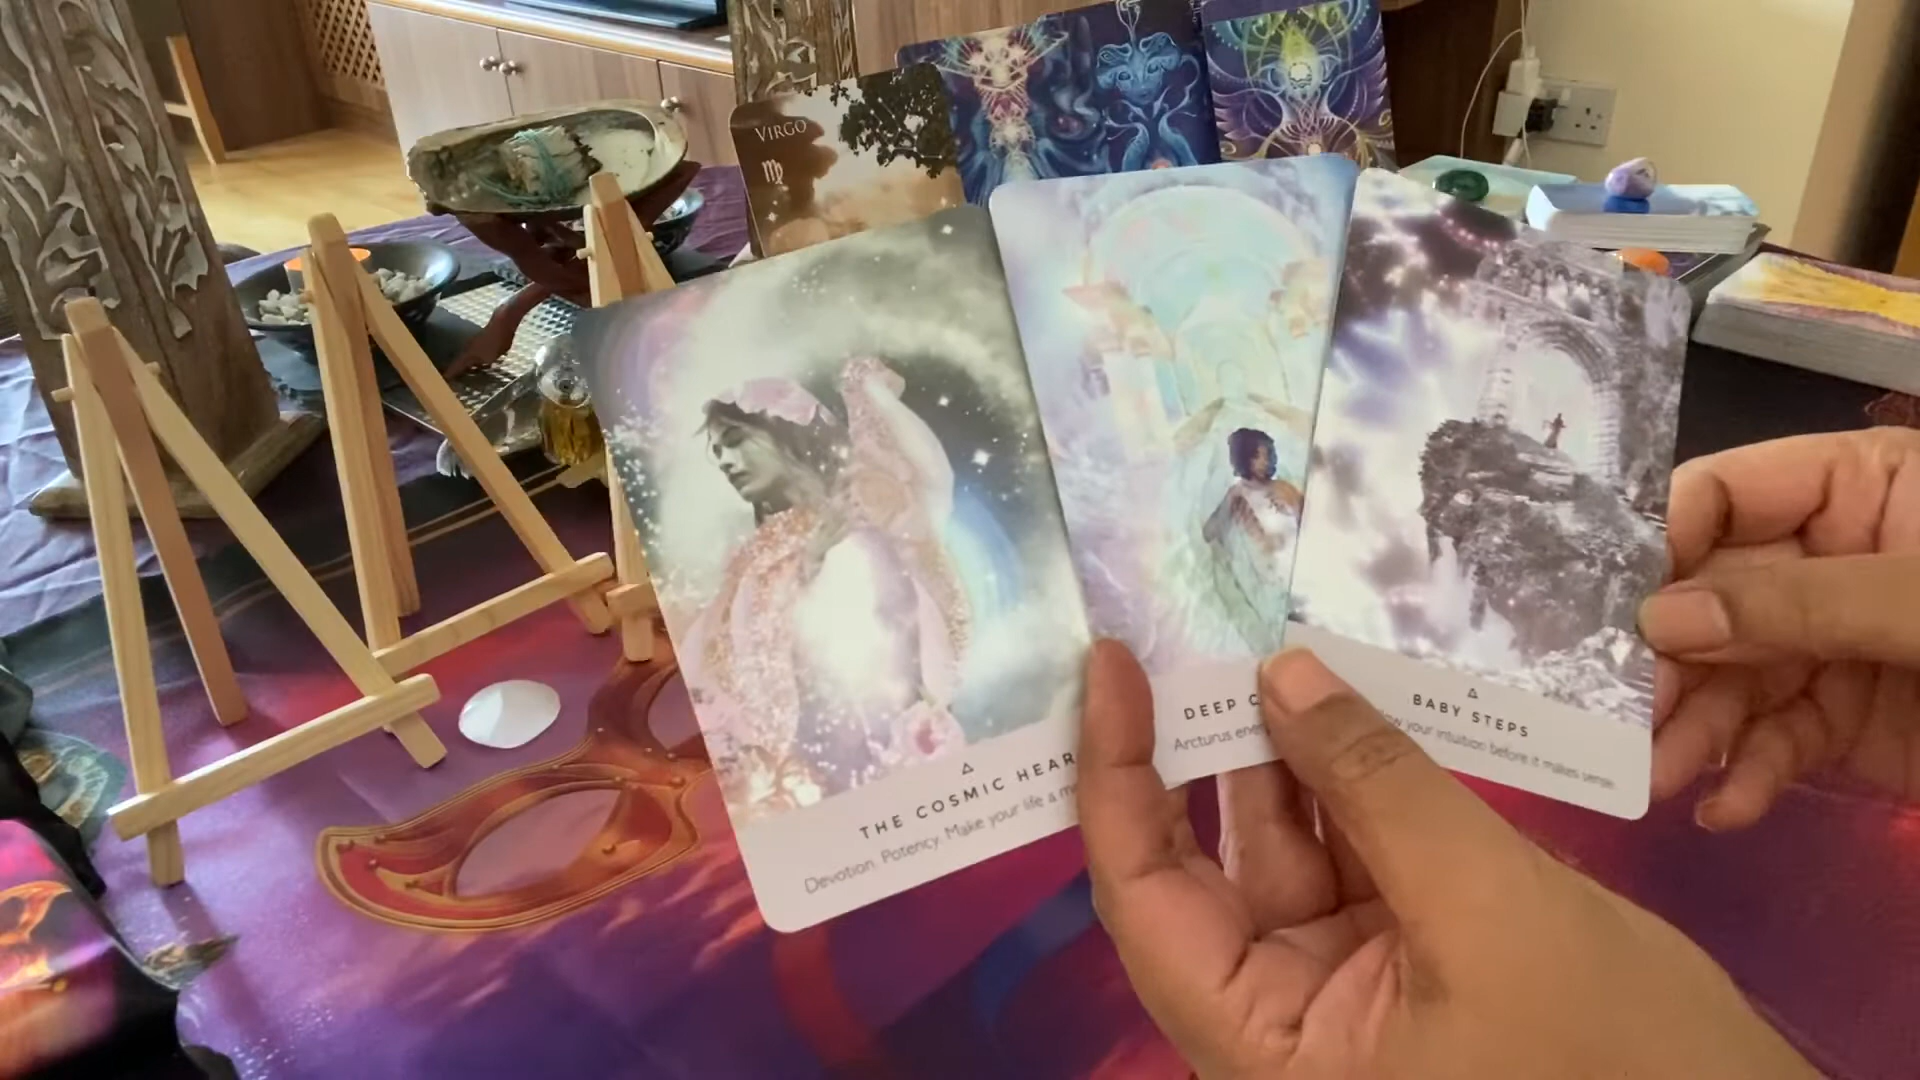 VIRGO
THE COSMIC HEAR
Devotion. Potency. Make your life a
DEEP
Arcturus
BABY STEPS
your intuition before it makes sense.